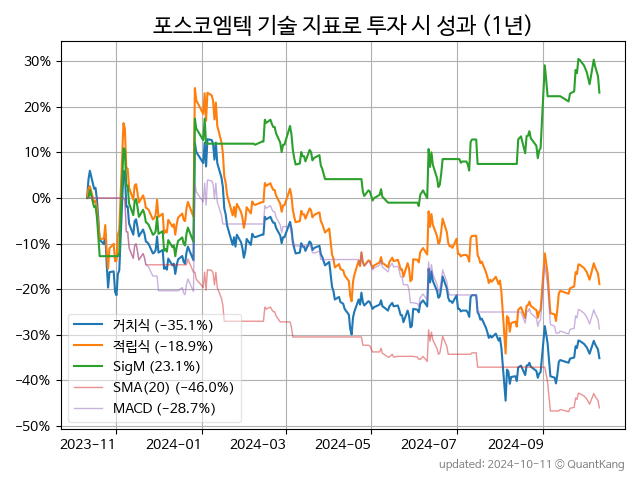 포스코엠텍 기술 지표로 투자 시 성과 (1년)
30%
20%
10%
0%
−10%
−20%
−30%
−40%
−50%
거치식 (−35.1%)
적립식 (−18.9%)
SigM (23.1%)
SMA(20) (−46.0%)
MACD (−28.7%)
2023−11 2024−01 2024−03 2024−05 2024−07 2024−09
updated: 2024-10-11 © QuantKang